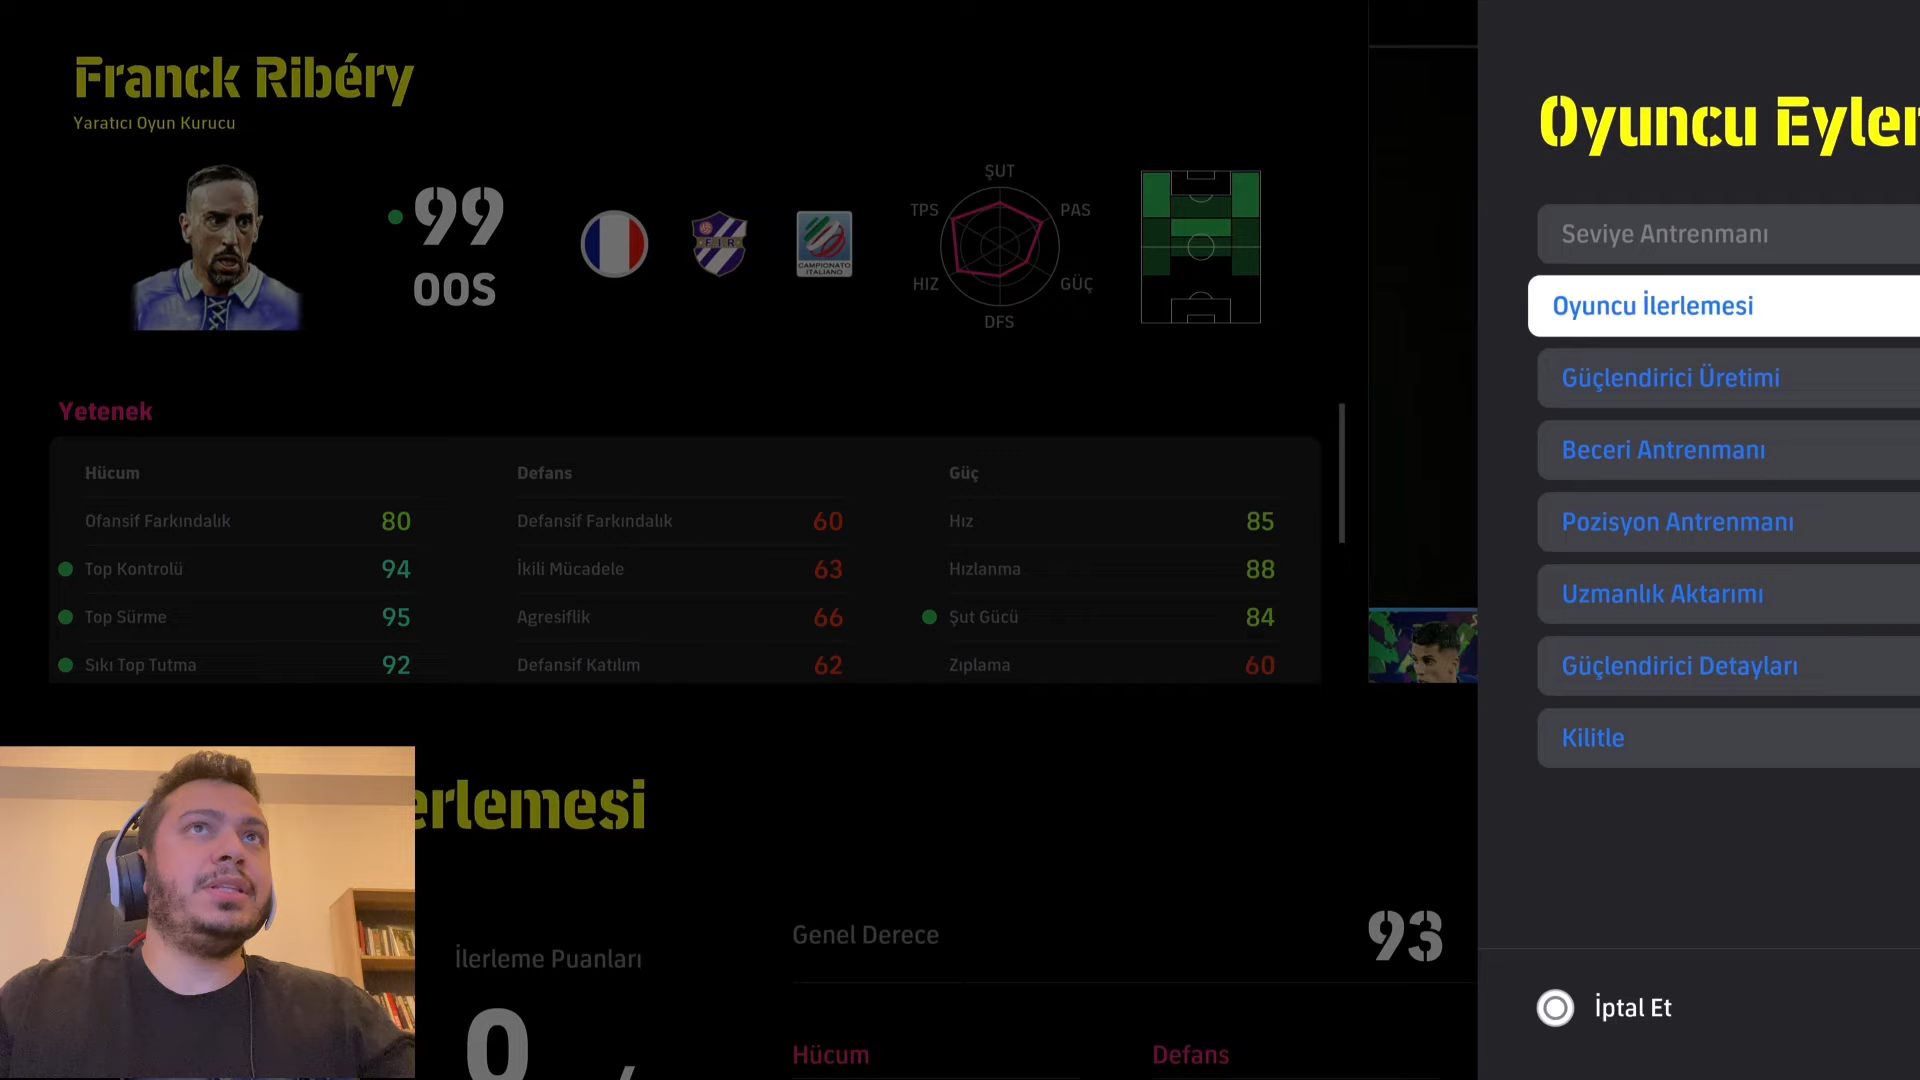 Franck Ribéry
Yaratıcı Oyun Kurucu
99
OOS
FIR
CAMPIONATO
ITALIANO
ŞUT
TPS
PAS
HIZ
GÜÇ
DFS
Yetenek
Hücum
Ofansif Farkındalık 80
Top Kontrolü 94
Top Sürme 95
Sıkı Top Tutma 92
Defans
Defansif Farkındalık 60
İkili Mücadele 63
Agresiflik 66
Defansif Katılım 62
Güç
Hız 85
Hızlanma 88
Şut Gücü 84
Zıplama 60
erlemesi
İlerleme Puanları
0
Genel Derece 93
Hücum
Defans
Oyuncu Eyle
Seviye Antrenmanı
Oyuncu İlerlemesi
Güçlendirici Üretimi
Beceri Antrenmanı
Pozisyon Antrenmanı
Uzmanlık Aktarımı
Güçlendirici Detayları
Kilitle
İptal Et